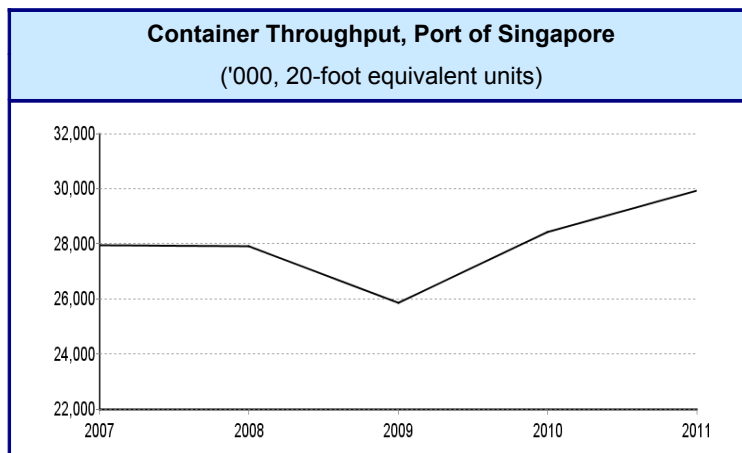 Container Throughput, Port of Singapore
('000, 20-foot equivalent units)
32,000
30,000
28,000
26,000
24,000
22,000
2007 2008 2009 2010 2011